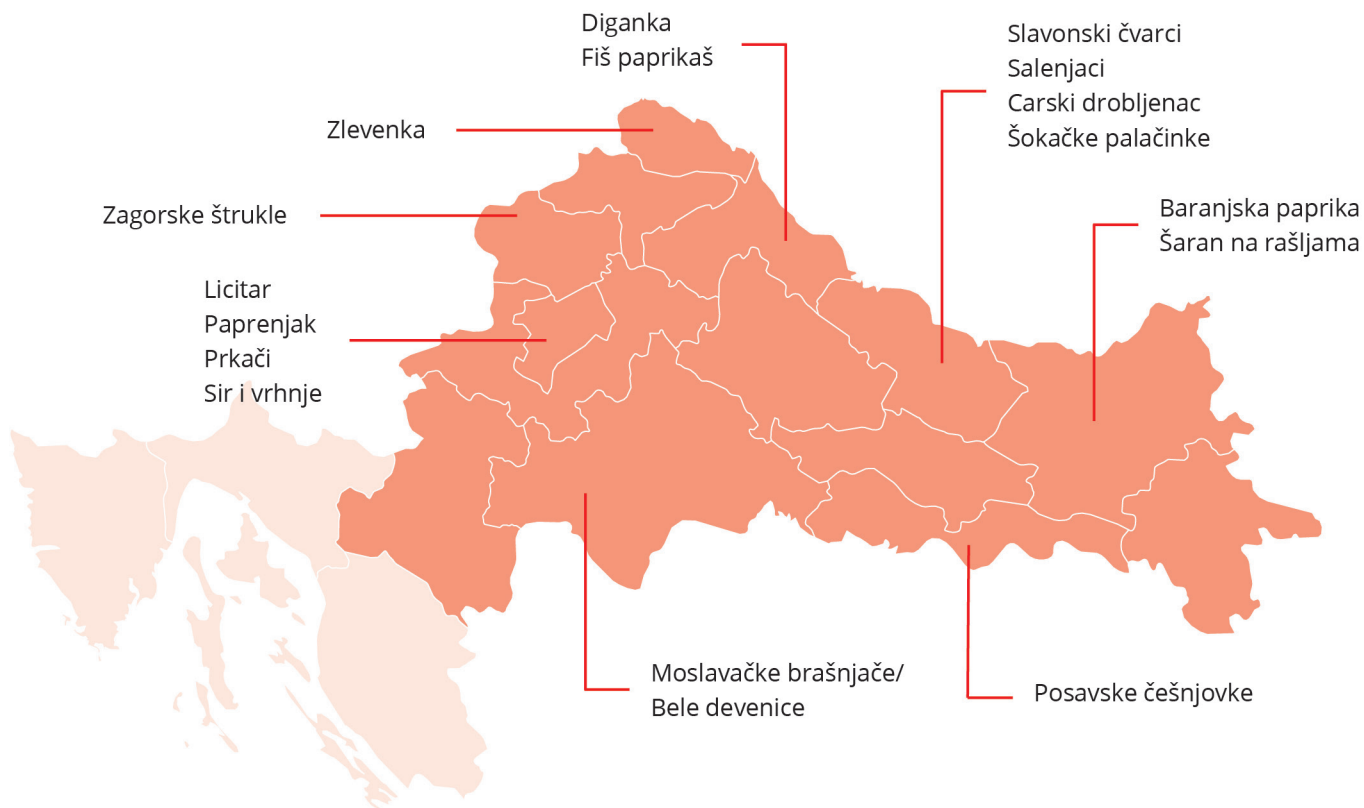 Diganka
Fiš paprikaš
Slavonski čvarci
Salenjaci
Carski drobljenac
Šokačke palačinke
Zlevenka
Zagorske štrukle
Baranjska paprika
Šaran na rašljama
Licitar
Paprenjak
Prkači
Sir i vrhnje
Moslavačke brašnjače/
Bele devenice
Posavske češnjovke